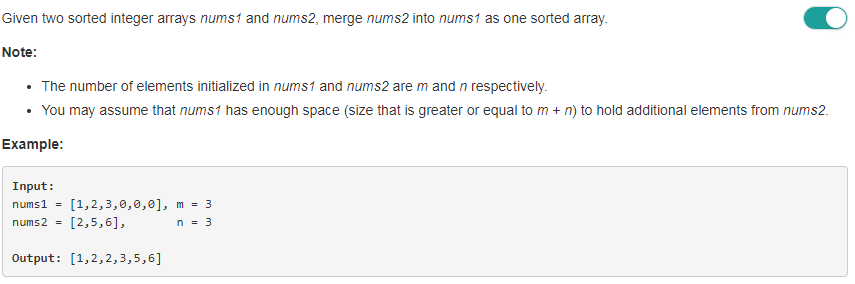 Given two sorted integer arrays nums1 and nums2, merge nums2 into nums1 as one sorted array.
Note:
• The number of elements initialized in nums1 and nums2 are m and n respectively.
• You may assume that nums1 has enough space (size that is greater or equal to m + n) to hold additional elements from nums2.
Example:
Input:
nums1 = [1,2,3,0,0,0], m = 3
nums2 = [2,5,6],       n = 3
Output: [1,2,2,3,5,6]